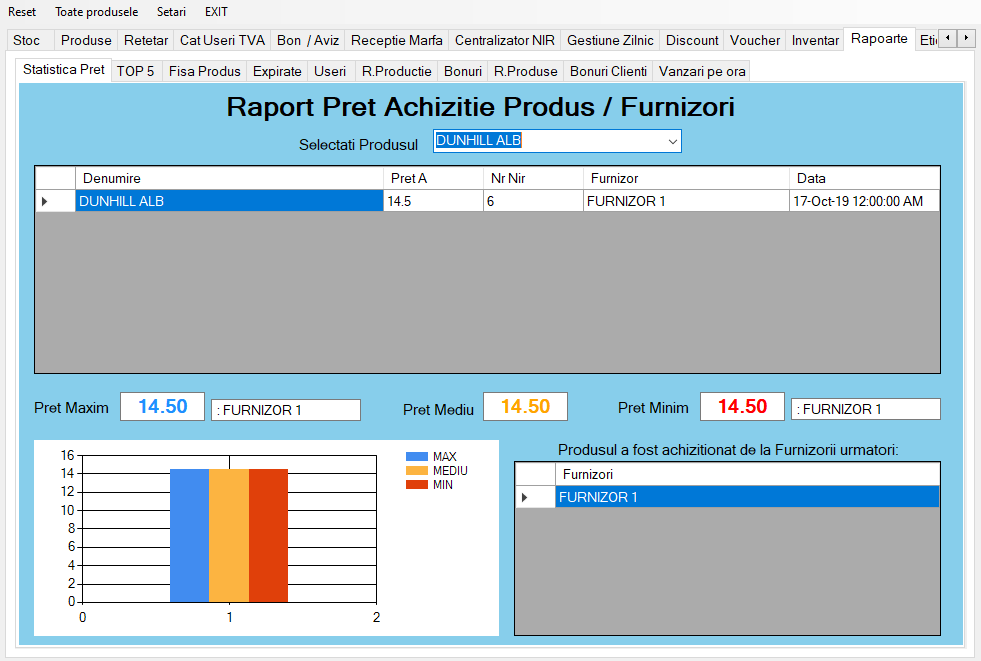 Reset Toate produsele Setari EXIT
Stoc Produse Retetar Cat Useri TVA Bon / Aviz Receptie Marfa Centralizator NIR Gestiune Zilnic Discount Voucher Inventar Rapoarte
Statistica Pret TOP 5 Fisa Produs Expirate Useri R.Productie Bonuri R.Produse Bonuri Clienti Vanzari pe ora
Raport Pret Achizitie Produs / Furnizori
Selectati Produsul DUNHILL ALB
Denumire Pret A Nr Nir Furnizor Data
DUNHILL ALB 14.5 6 FURNIZOR 1 17-Oct-19 12:00:00 AM
Pret Maxim 14.50 : FURNIZOR 1 Pret Mediu 14.50 Pret Minim 14.50 : FURNIZOR 1
16
14
12
10
8
6
4
2
0
0 1 2
MAX
MEDIU
MIN
Produsul a fost achizitionat de la Furnizorii urmatori:
Furnizori
FURNIZOR 1